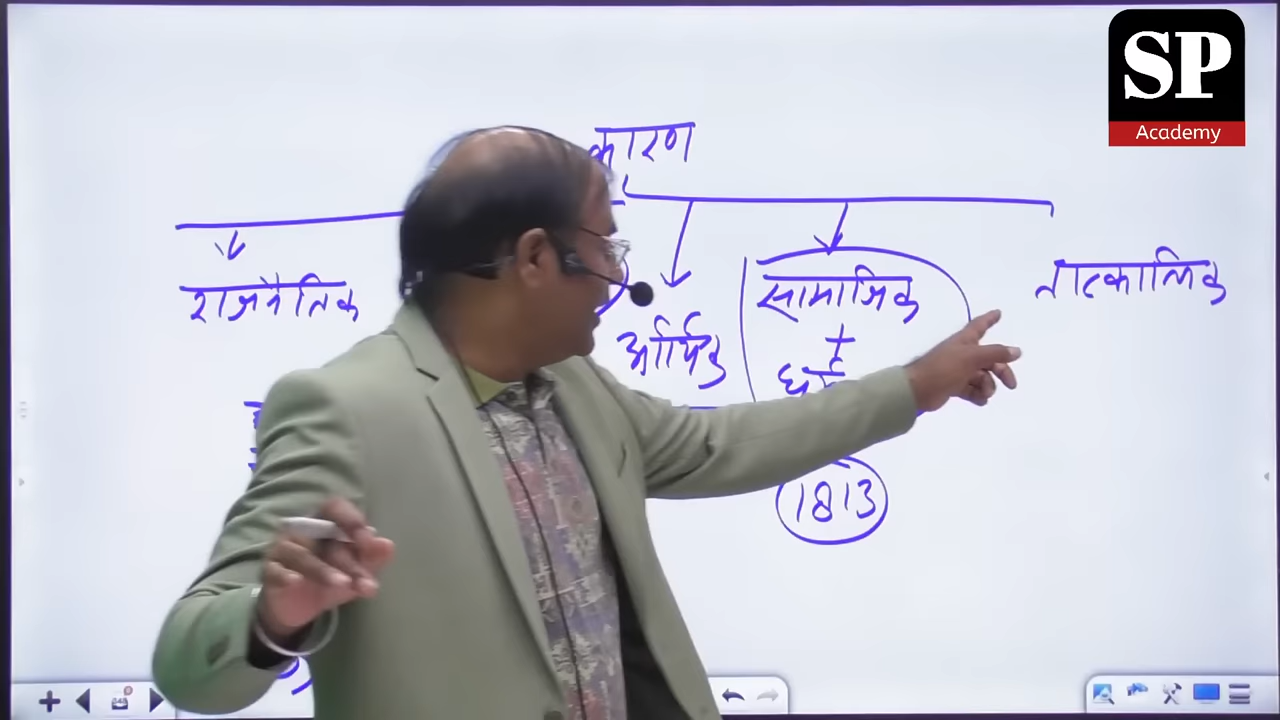 SP
Academy
कारण
राजनैतिक
आर्थिक
सामाजिक
+
तात्कालिक
1813